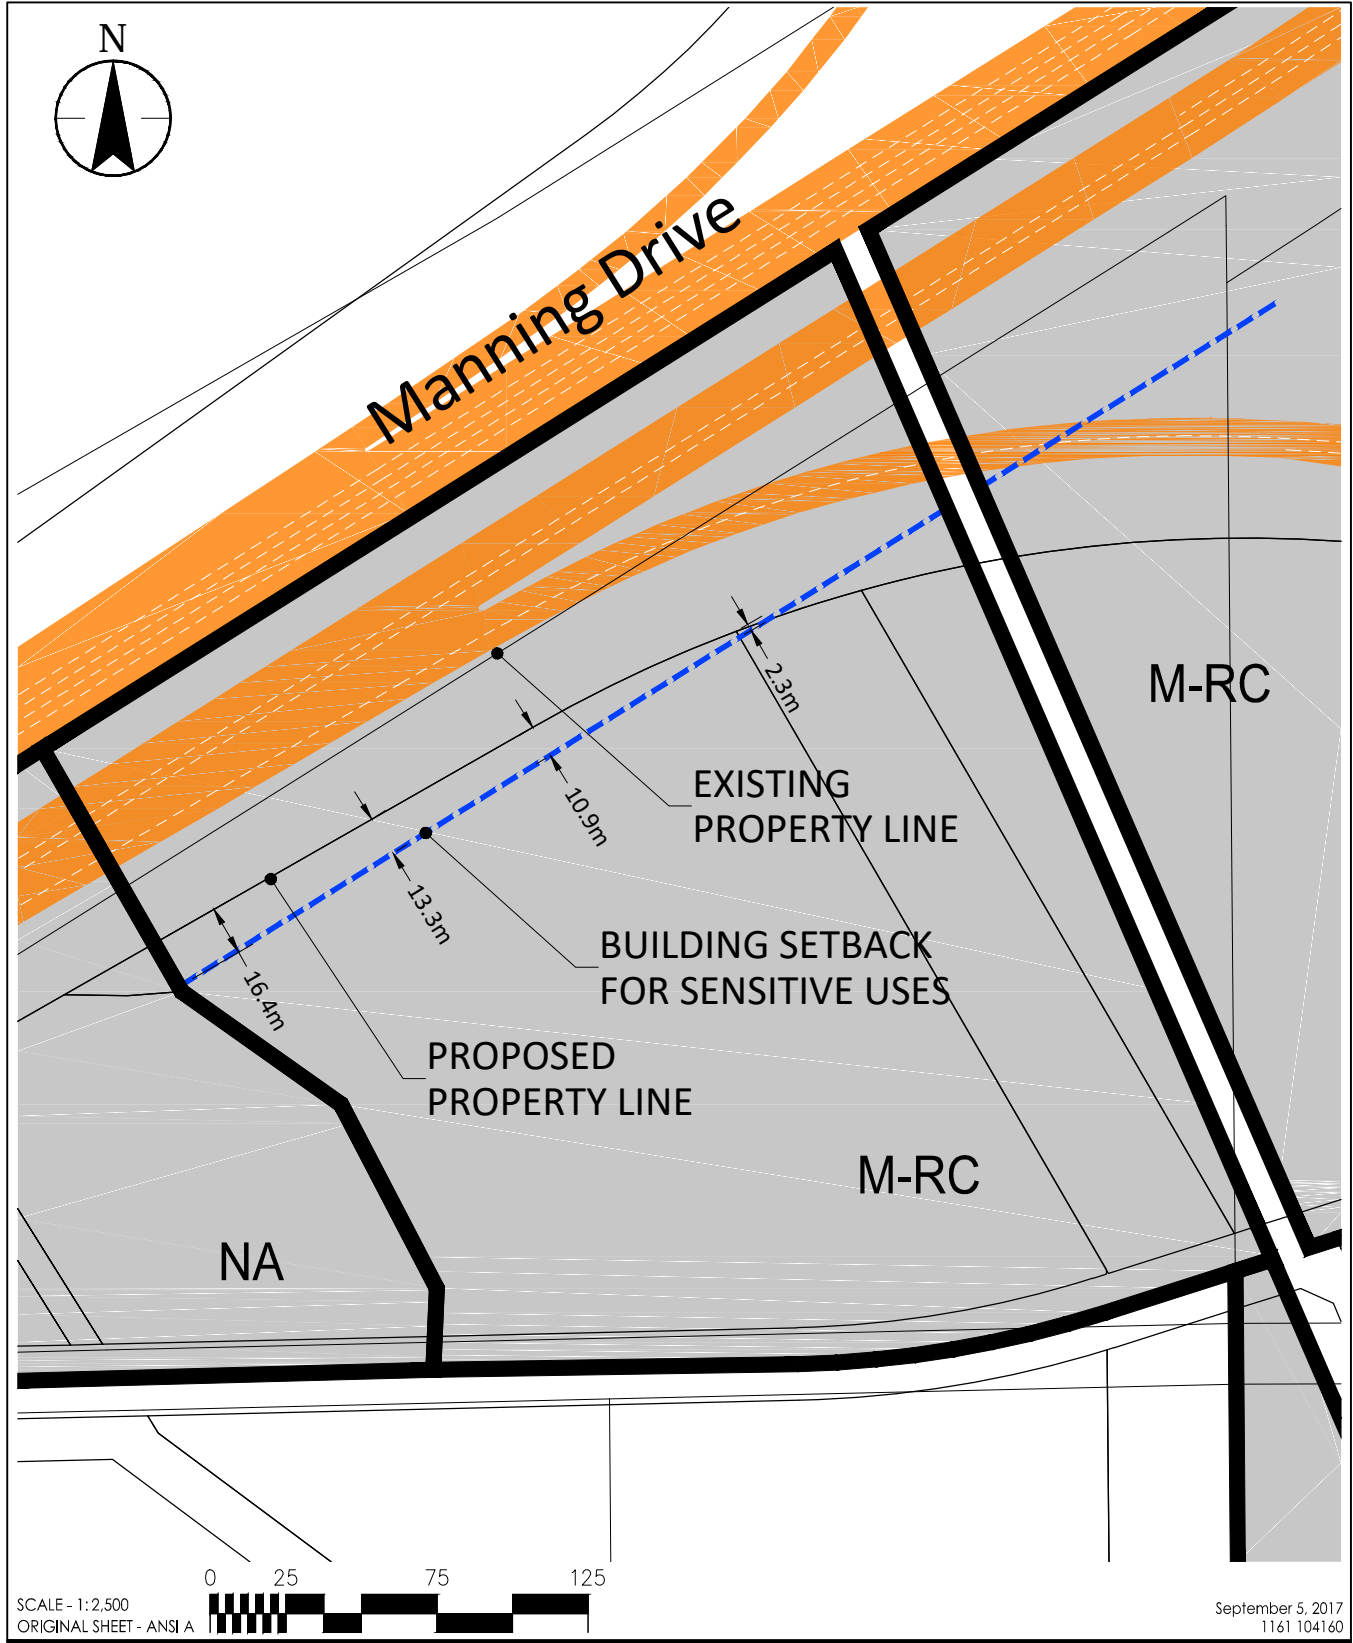 N
Manning Drive
M-RC
2.3m
EXISTING
PROPERTY LINE
10.9m
13.3m
BUILDING SETBACK
FOR SENSITIVE USES
16.4m
PROPOSED
PROPERTY LINE
M-RC
NA
0 25 75 125
SCALE - 1:2,500
ORIGINAL SHEET - ANSI A
September 5, 2017
1161 104160